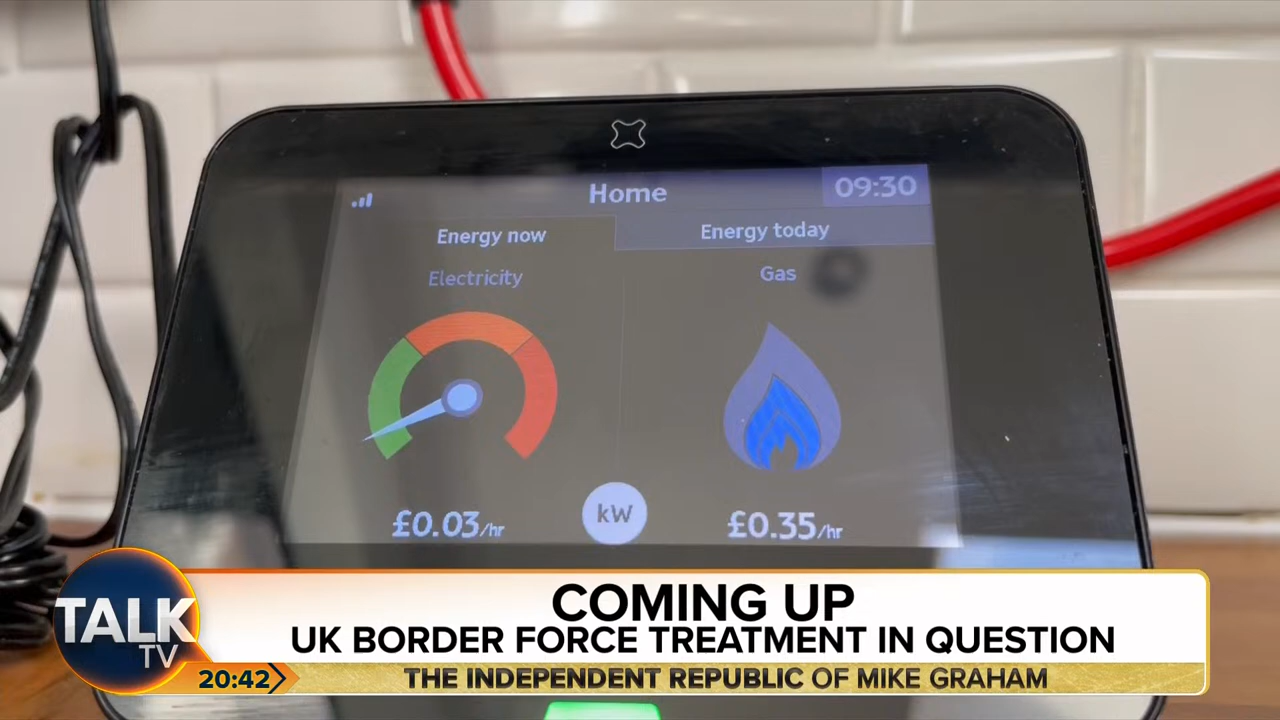 Home
09:30
Energy now
Energy today
Electricity
Gas
£0.03/hr
kW
£0.35/hr
COMING UP
UK BORDER FORCE TREATMENT IN QUESTION
TALK
TV
20:42
THE INDEPENDENT REPUBLIC OF MIKE GRAHAM